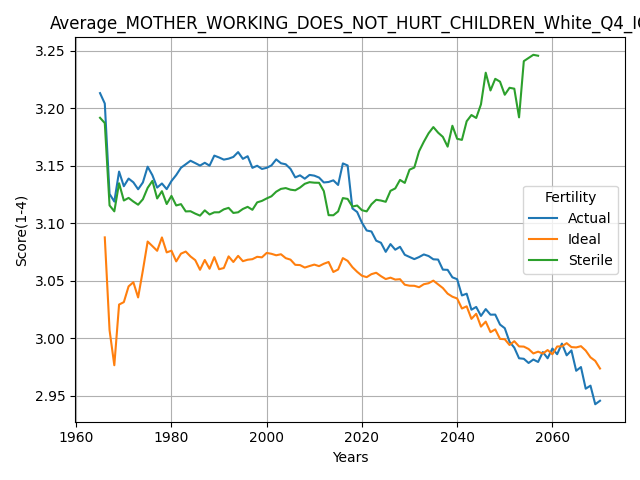 Average_MOTHER_WORKING_DOES_NOT_HURT_CHILDREN_White_Q4_IQ
3.25
3.20
3.15
3.10
3.05
3.00
2.95
Score(1-4)
Fertility
Actual
Ideal
Sterile
1960
1980
2000
2020
2040
2060
Years